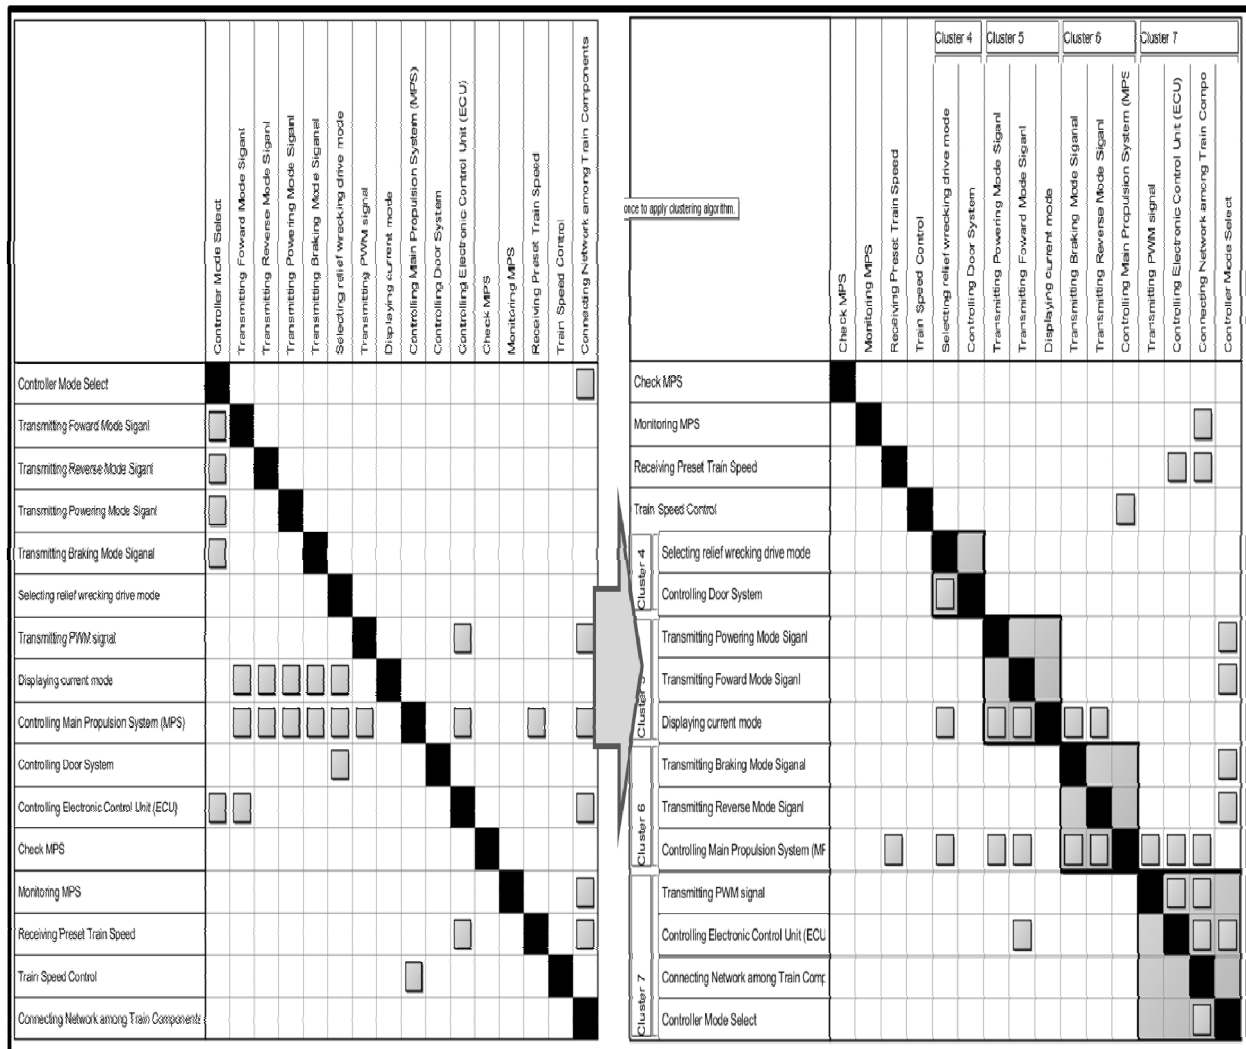 Controller Mode Select
Transmitting Foward Mode Siganl
Transmitting Reverse Mode Siganl
Transmitting Powering Mode Siganl
Transmitting Braking Mode Siganal
Selecting relief wrecking drive mode
Transmitting PWM signal
Displaying current mode
Controlling Main Propulsion System (MPS)
Controlling Door System
Controlling Electronic Control Unit (ECU)
Check MPS
Monitoring MPS
Receiving Preset Train Speed
Train Speed Control
Connecting Network among Train Components
Controller Mode Select
Transmitting Foward Mode Siganl
Transmitting Reverse Mode Siganl
Transmitting Powering Mode Siganl
Transmitting Braking Mode Siganal
Selecting relief wrecking drive mode
Transmitting PWM signal
Displaying current mode
Controlling Main Propulsion System (MPS)
Controlling Door System
Controlling Electronic Control Unit (ECU)
Check MPS
Monitoring MPS
Receiving Preset Train Speed
Train Speed Control
Connecting Network among Train Components
once to apply clustering algorithm.
Cluster 4
Cluster 5
Cluster 6
Cluster 7
Check MPS
Monitoring MPS
Receiving Preset Train Speed
Train Speed Control
Selecting relief wrecking drive mode
Controlling Door System
Transmitting Powering Mode Siganl
Transmitting Foward Mode Siganl
Displaying current mode
Transmitting Braking Mode Siganal
Transmitting Reverse Mode Siganl
Controlling Main Propulsion System (MPS
Transmitting PWM signal
Controlling Electronic Control Unit (ECU)
Connecting Network among Train Compo
Controller Mode Select
Check MPS
Monitoring MPS
Receiving Preset Train Speed
Train Speed Control
Cluster 4
Selecting relief wrecking drive mode
Controlling Door System
Cluster 5
Transmitting Powering Mode Siganl
Transmitting Foward Mode Siganl
Displaying current mode
Cluster 6
Transmitting Braking Mode Siganal
Transmitting Reverse Mode Siganl
Controlling Main Propulsion System (MF
Cluster 7
Transmitting PWM signal
Controlling Electronic Control Unit (ECU
Connecting Network among Train Comp
Controller Mode Select